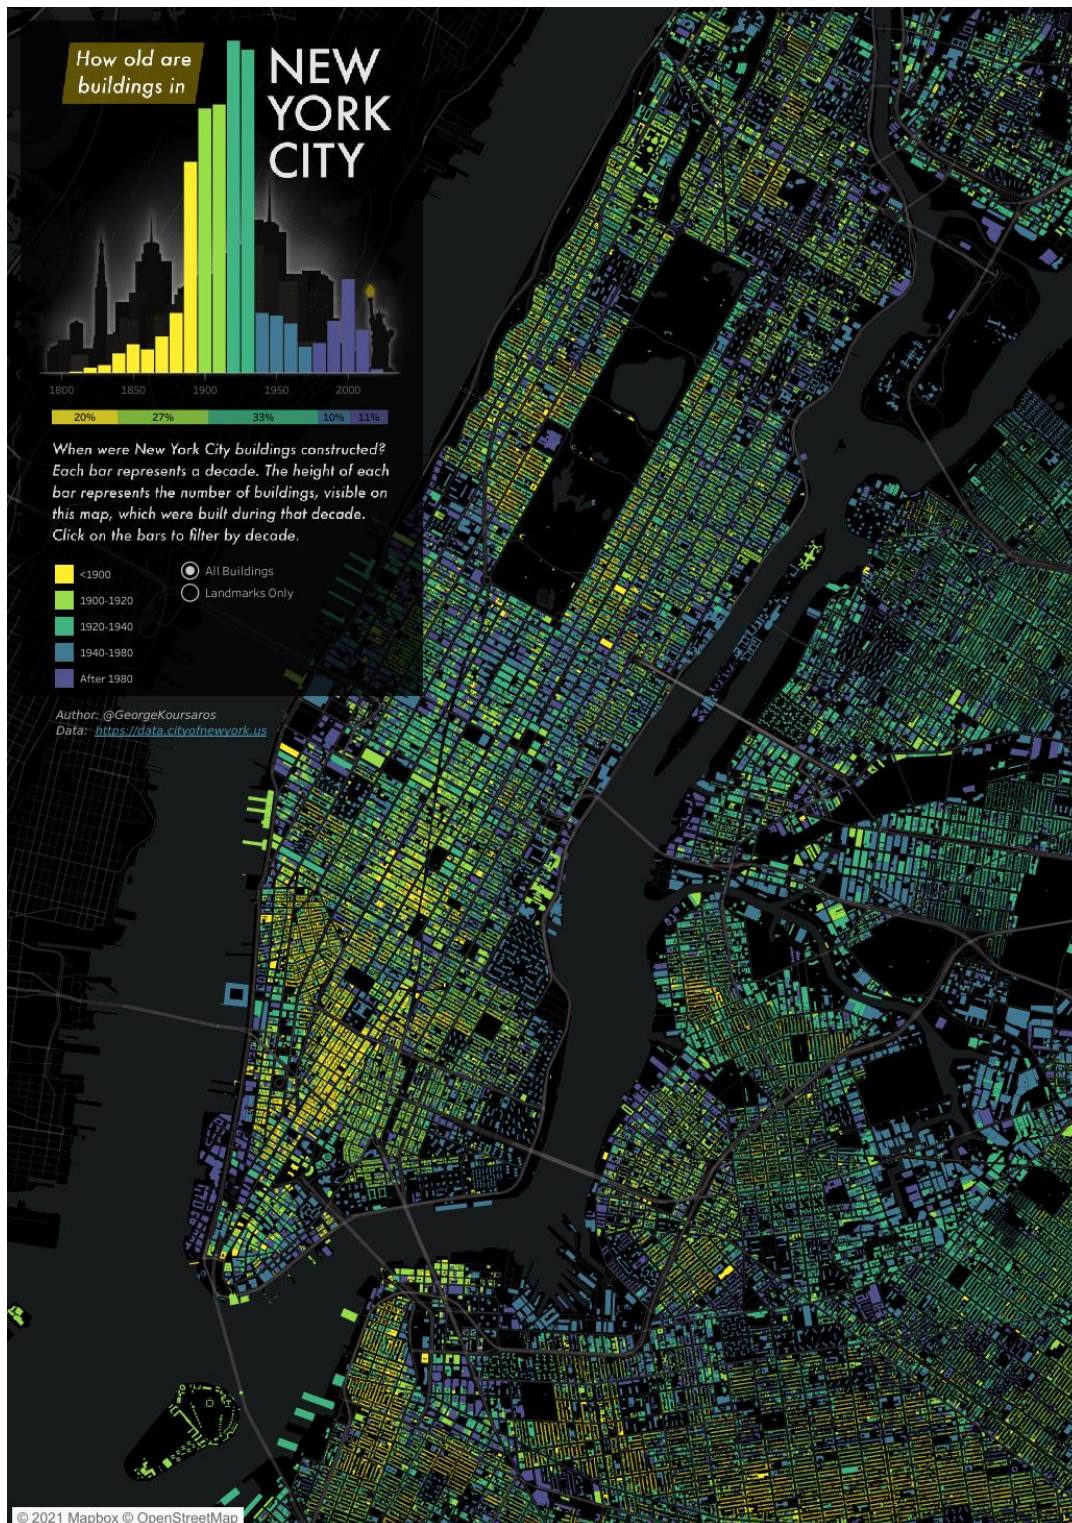 How old are
buildings in
NEW
YORK
CITY
1800 1850 1900 1950 2000
20% 27% 33% 10% 11%
When were New York City buildings constructed?
Each bar represents a decade. The height of each
bar represents the number of buildings, visible on
this map, which were built during that decade.
Click on the bars to filter by decade.
<1900
1900-1920
1920-1940
1940-1980
After 1980
All Buildings
Landmarks Only
Author: @GeorgeKoursaros
Data: https://data.cityofnewyork.us
© 2021 Mapbox © OpenStreetMap